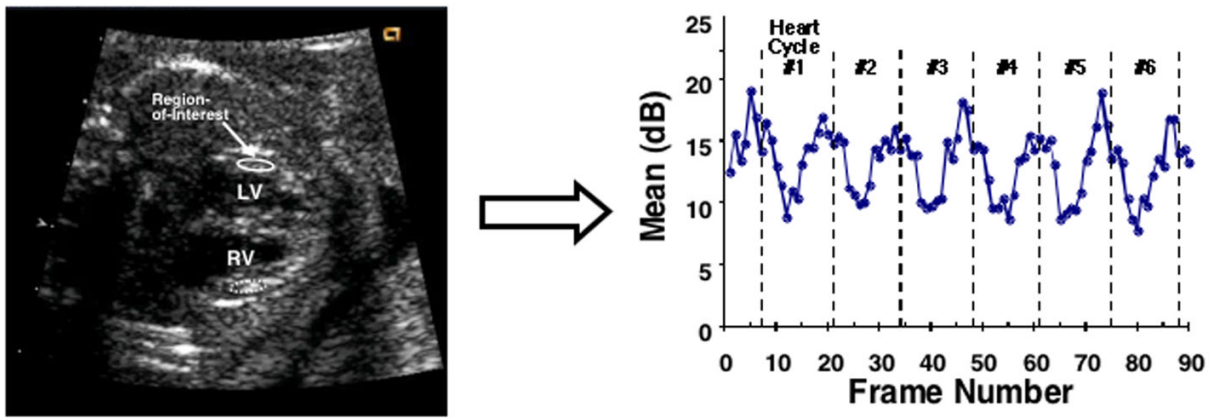 Region-
of-Interest
LV
RV
Mean (dB)
25
20
15
10
5
0
Heart
Cycle
#1 #2 #3 #4 #5 #6
0 10 20 30 40 50 60 70 80 90
Frame Number